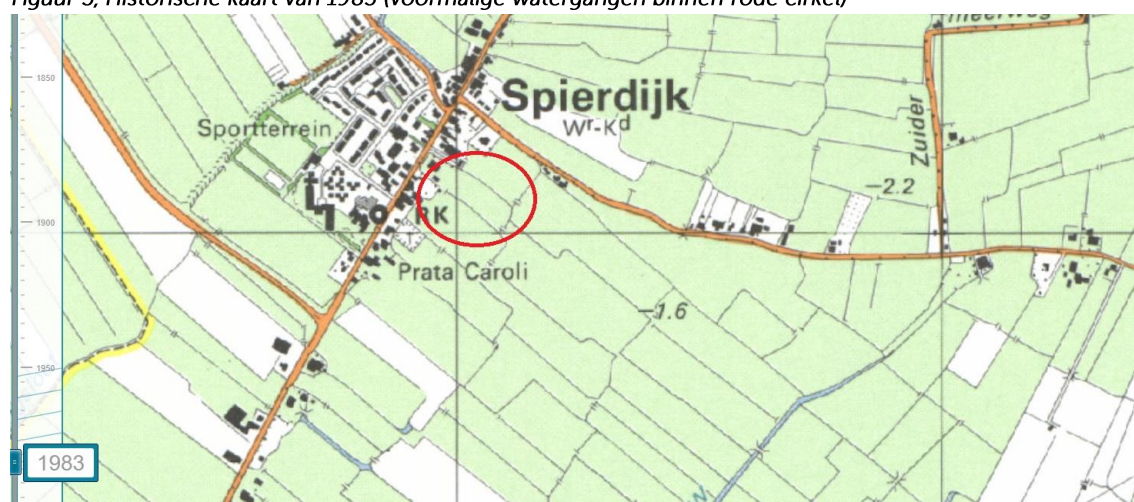 Figuur 5, Historische kaart van 1983 (voormalige watergangen binnen rode cirkel)
meerweg
1850
Spierdijk
Wr-Kd
Sportterrein
Zuider
-2.2
RK
1900
Prata Caroli
-1.6
1950
1983
W.